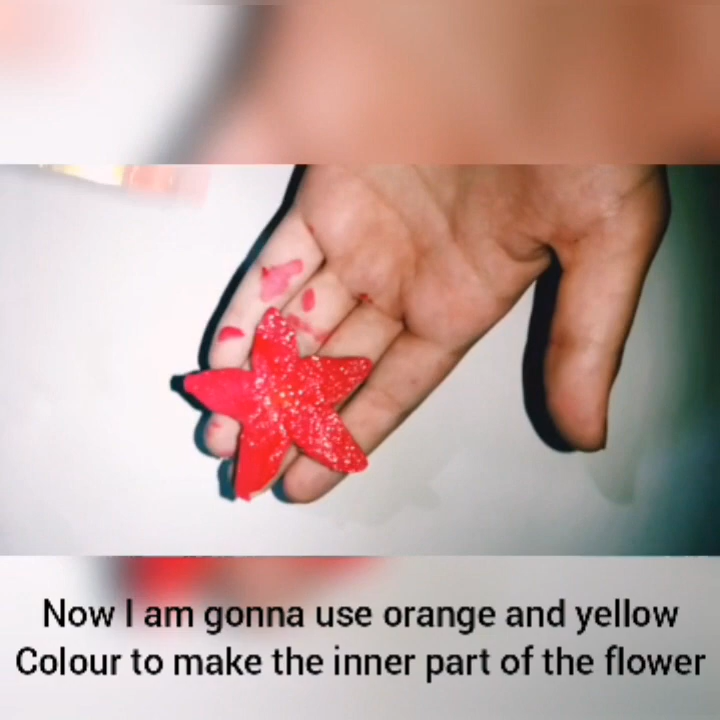 Now I am gonna use orange and yellow
Colour to make the inner part of the flower